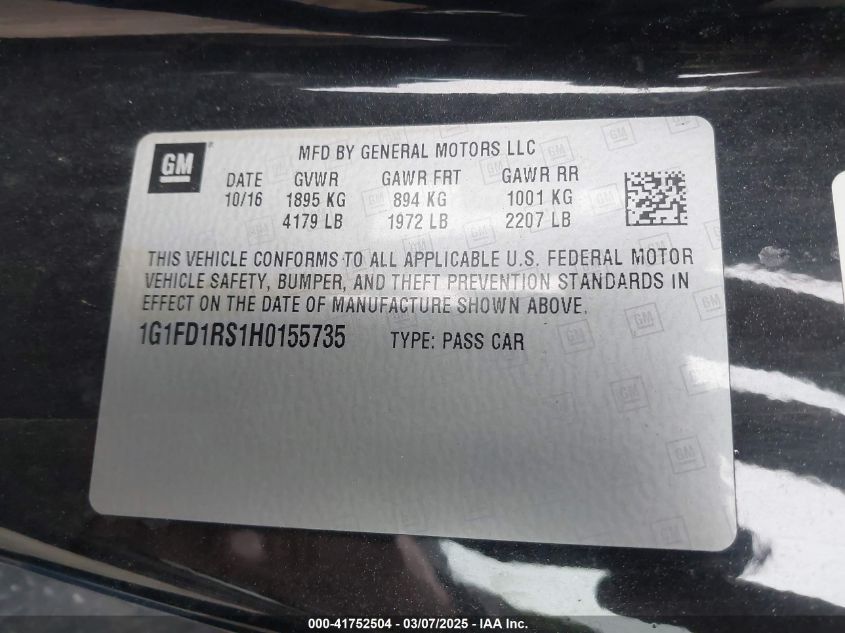 GM
MFD BY GENERAL MOTORS LLC
DATE GVWR GAWR FRT GAWR RR
10/16 1895 KG 894 KG 1001 KG
4179 LB 1972 LB 2207 LB
THIS VEHICLE CONFORMS TO ALL APPLICABLE U.S. FEDERAL MOTOR
VEHICLE SAFETY, BUMPER, AND THEFT PREVENTION STANDARDS IN
EFFECT ON THE DATE OF MANUFACTURE SHOWN ABOVE.
1G1FD1RS1H0155735 TYPE: PASS CAR
000-41752504 — 03/07/2025 — IAA Inc.